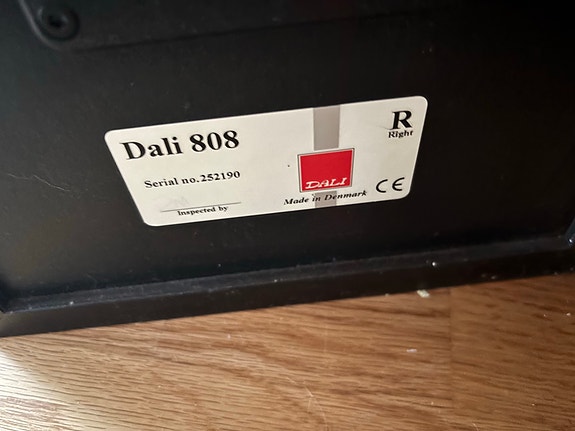 Dali 808
R
Right
Serial no.252190
DALI
Made in Denmark CE
Inspected by